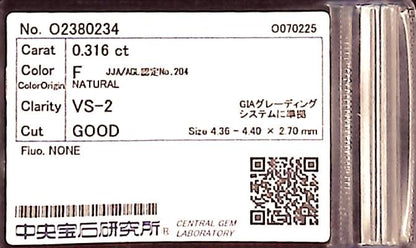 No. O2380234 O070225
Carat 0.316 ct
Color F JJA/AGL認定No.204
ColorOrigin NATURAL
Clarity VS-2 GIAグレーディング
システムに準拠
Cut GOOD Size 4.36 - 4.40 × 2.70 mm
Fluo. NONE
中央宝石研究所® CENTRAL GEM
LABORATORY